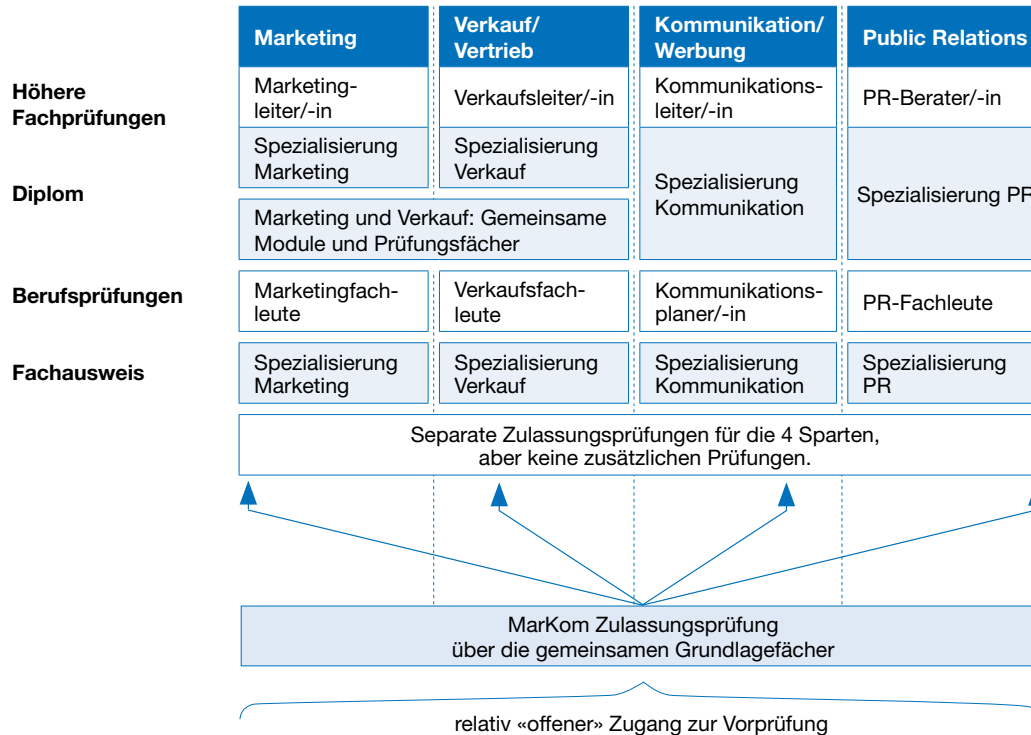 Marketing
Verkauf/
Vertrieb
Kommunikation/
Werbung
Public Relations
Höhere
Fachprüfungen
Marketing-
leiter/-in
Verkaufsleiter/-in
Kommunikations-
leiter/-in
PR-Berater/-in
Diplom
Spezialisierung
Marketing
Spezialisierung
Verkauf
Spezialisierung
Kommunikation
Spezialisierung PR
Marketing und Verkauf: Gemeinsame
Module und Prüfungsfächer
Berufsprüfungen
Marketingfach-
leute
Verkaufsfach-
leute
Kommunikations-
planer/-in
PR-Fachleute
Fachausweis
Spezialisierung
Marketing
Spezialisierung
Verkauf
Spezialisierung
Kommunikation
Spezialisierung
PR
Separate Zulassungsprüfungen für die 4 Sparten,
aber keine zusätzlichen Prüfungen.
MarKom Zulassungsprüfung
über die gemeinsamen Grundlagefächer
relativ «offener» Zugang zur Vorprüfung